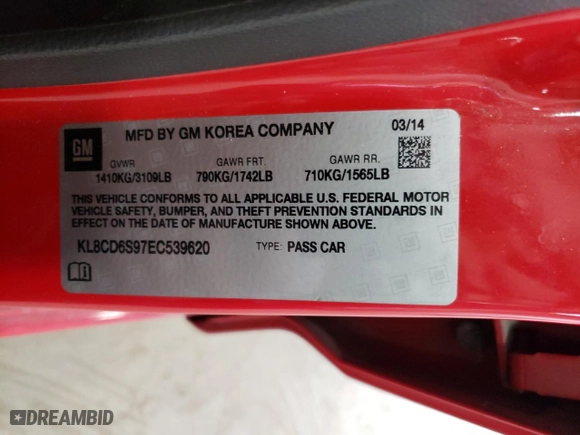 GM
MFD BY GM KOREA COMPANY
03/14
GVWR
GAWR FRT.
GAWR RR.
1410KG/3109LB
790KG/1742LB
710KG/1565LB
THIS VEHICLE CONFORMS TO ALL APPLICABLE U.S. FEDERAL MOTOR
VEHICLE SAFETY, BUMPER, AND THEFT PREVENTION STANDARDS IN
EFFECT ON THE DATE OF MANUFACTURE SHOWN ABOVE.
KL8CD6S97EC539620
TYPE: PASS CAR
DREAMBID